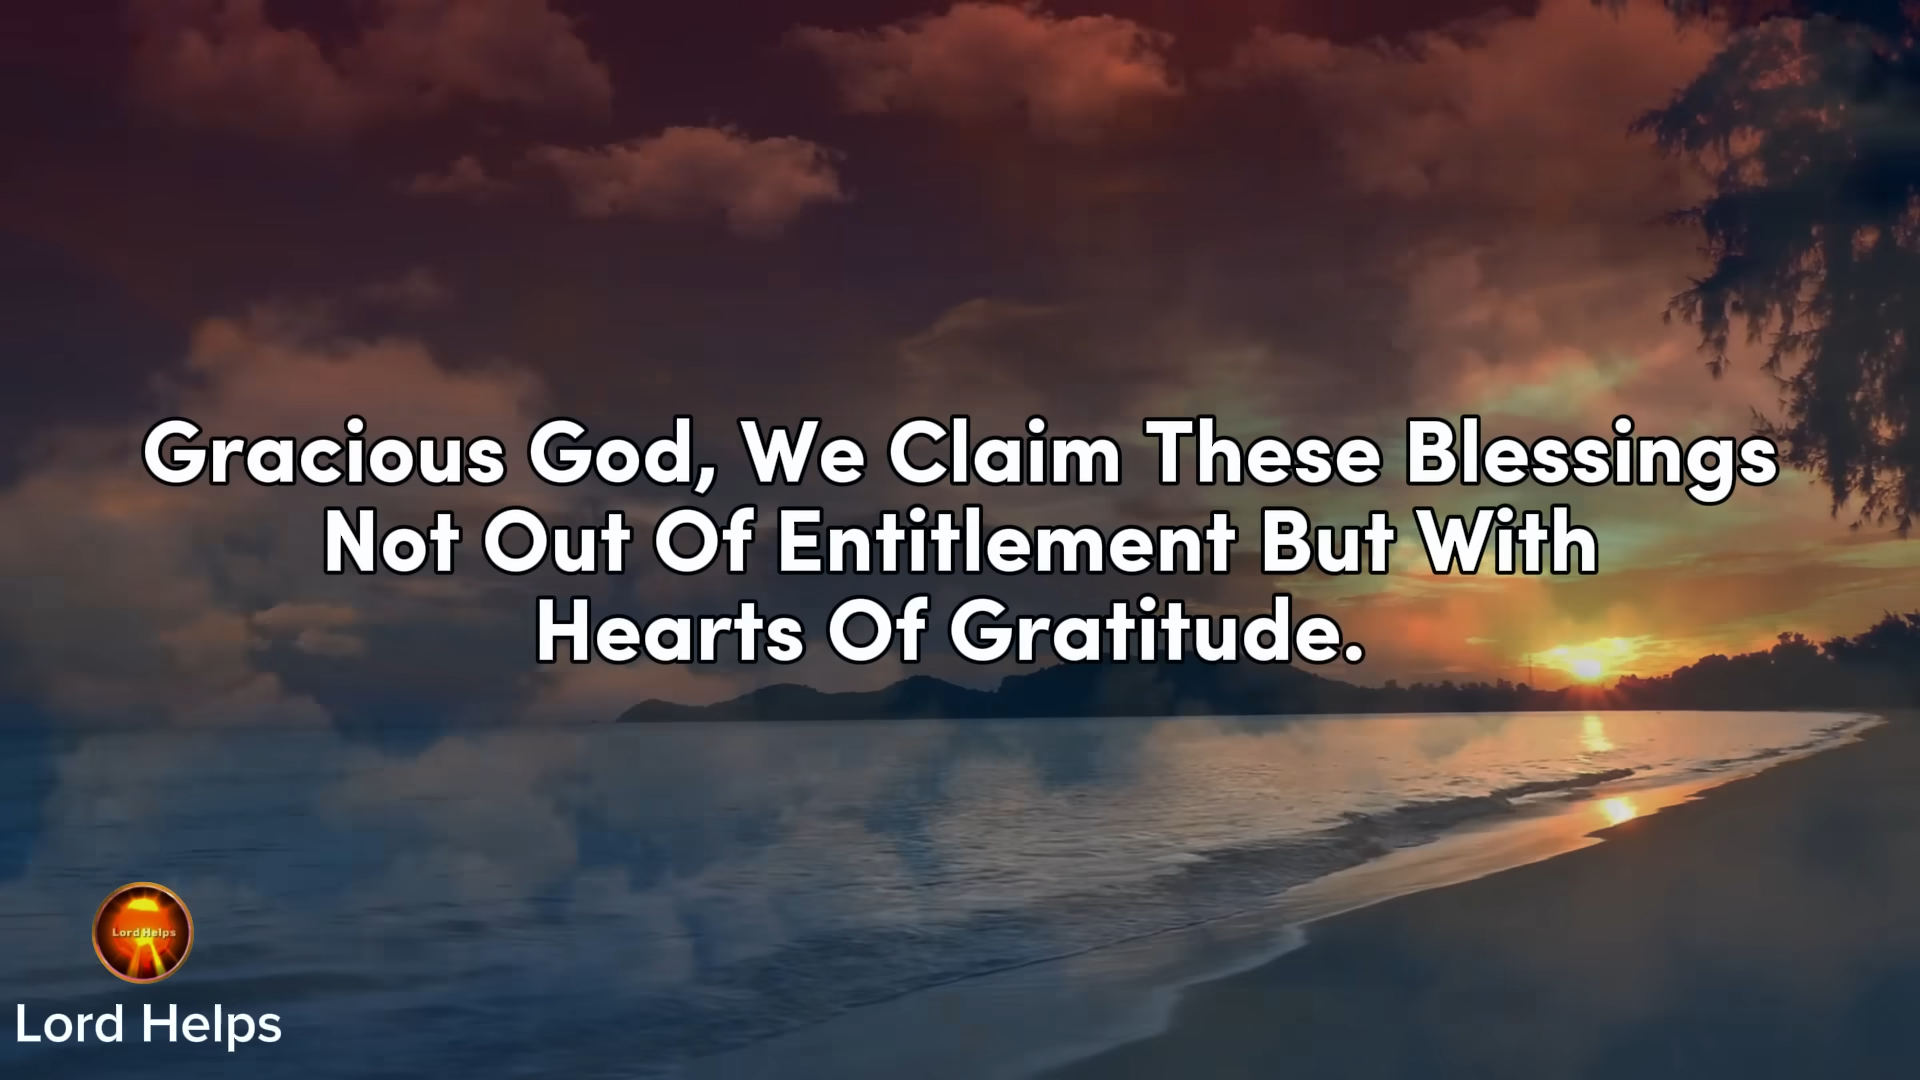 Gracious God, We Claim These Blessings
Not Out Of Entitlement But With
Hearts Of Gratitude.
Lord Helps
Lord Helps